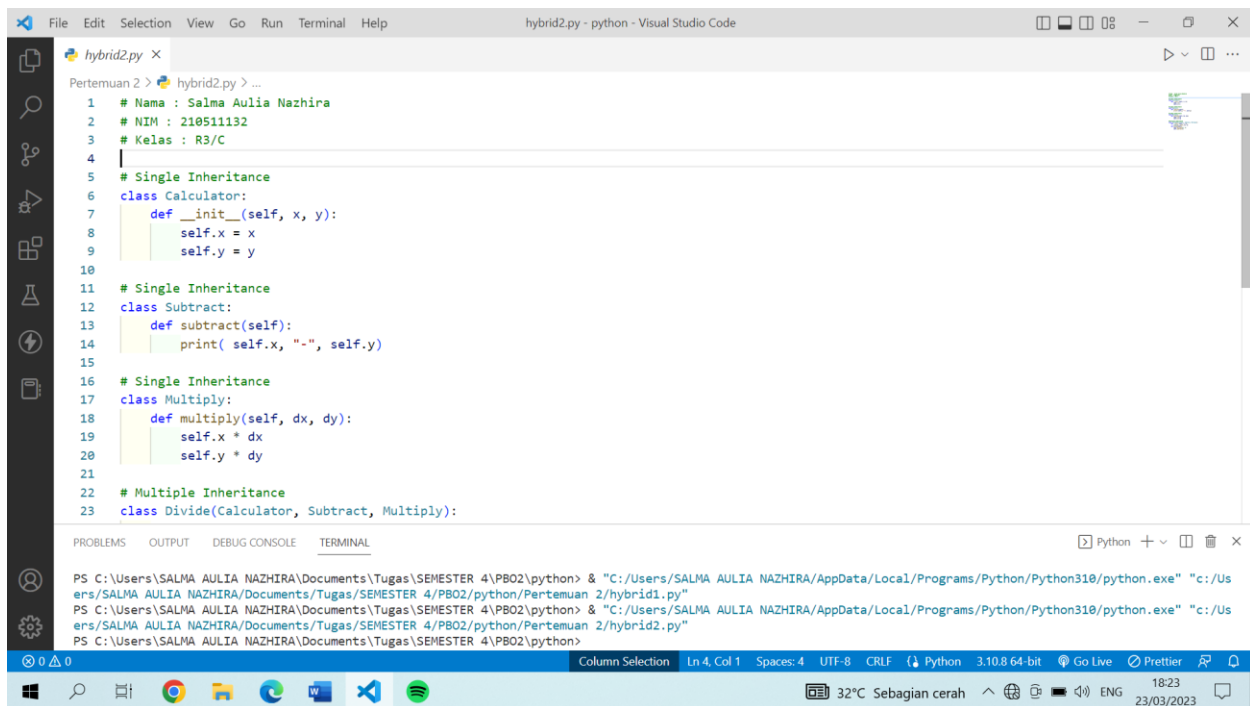 File Edit Selection View Go Run Terminal Help hybrid2.py - python - Visual Studio Code
hybrid2.py
Pertemuan 2 > hybrid2.py > ...
1 # Nama : Salma Aulia Nazhira
2 # NIM : 210511132
3 # Kelas : R3/C
4
5 # Single Inheritance
6 class Calculator:
7     def __init__(self, x, y):
8         self.x = x
9         self.y = y
10
11 # Single Inheritance
12 class Subtract:
13     def subtract(self):
14         print( self.x, "-", self.y)
15
16 # Single Inheritance
17 class Multiply:
18     def multiply(self, dx, dy):
19         self.x * dx
20         self.y * dy
21
22 # Multiple Inheritance
23 class Divide(Calculator, Subtract, Multiply):
PROBLEMS OUTPUT DEBUG CONSOLE TERMINAL Python
PS C:\Users\SALMA AULIA NAZHIRA\Documents\Tugas\SEMESTER 4\PBO2\python> & "C:/Users/SALMA AULIA NAZHIRA/AppData/Local/Programs/Python/Python310/python.exe" "c:/Us
ers/SALMA AULIA NAZHIRA/Documents/Tugas/SEMESTER 4/PBO2/python/Pertemuan 2/hybrid1.py"
PS C:\Users\SALMA AULIA NAZHIRA\Documents\Tugas\SEMESTER 4\PBO2\python> & "C:/Users/SALMA AULIA NAZHIRA/AppData/Local/Programs/Python/Python310/python.exe" "c:/Us
ers/SALMA AULIA NAZHIRA/Documents/Tugas/SEMESTER 4/PBO2/python/Pertemuan 2/hybrid2.py"
PS C:\Users\SALMA AULIA NAZHIRA\Documents\Tugas\SEMESTER 4\PBO2\python>
0 0 Column Selection Ln 4, Col 1 Spaces: 4 UTF-8 CRLF Python 3.10.8 64-bit Go Live Prettier
32°C Sebagian cerah ENG 18:23
23/03/2023